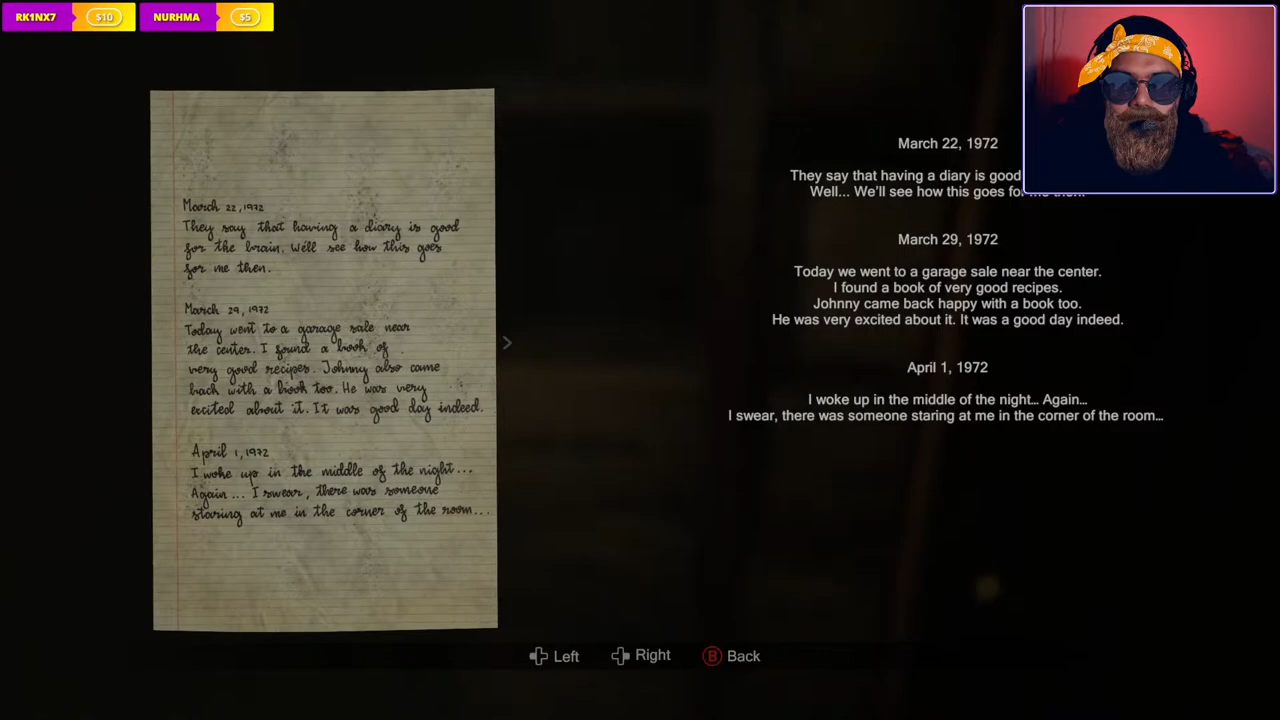 RK1NX7 $10 NURHMA $5
March 22, 1972
They say that having a diary is good
for the brain. We'll see how this goes
for me then.
March 29, 1972
Today went to a garage sale near
the center. I found a book of
very good recipes. Johnny also came
back with a book too. He was very
excited about it. It was good day indeed.
April 1, 1972
I woke up in the middle of the night...
Again... I swear, there was someone
staring at me in the corner of the room...
March 22, 1972
They say that having a diary is good
Well... We'll see how this goes for me then.
March 29, 1972
Today we went to a garage sale near the center.
I found a book of very good recipes.
Johnny came back happy with a book too.
He was very excited about it. It was a good day indeed.
April 1, 1972
I woke up in the middle of the night... Again...
I swear, there was someone staring at me in the corner of the room...
Left Right B Back